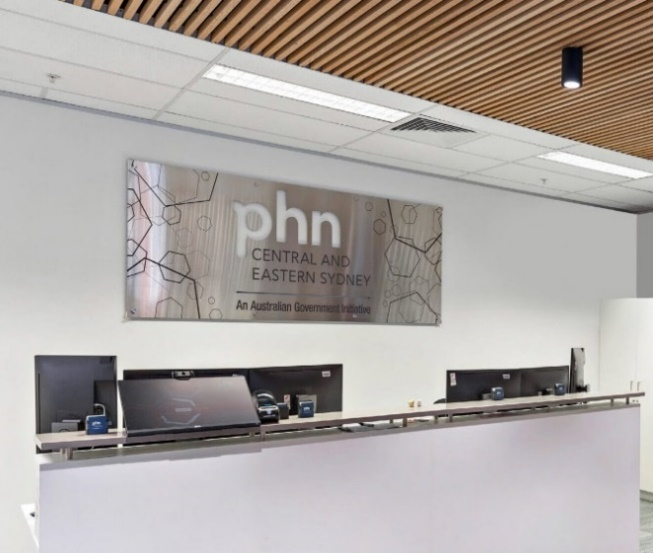 phn
CENTRAL AND
EASTERN SYDNEY
An Australian Government Initiative